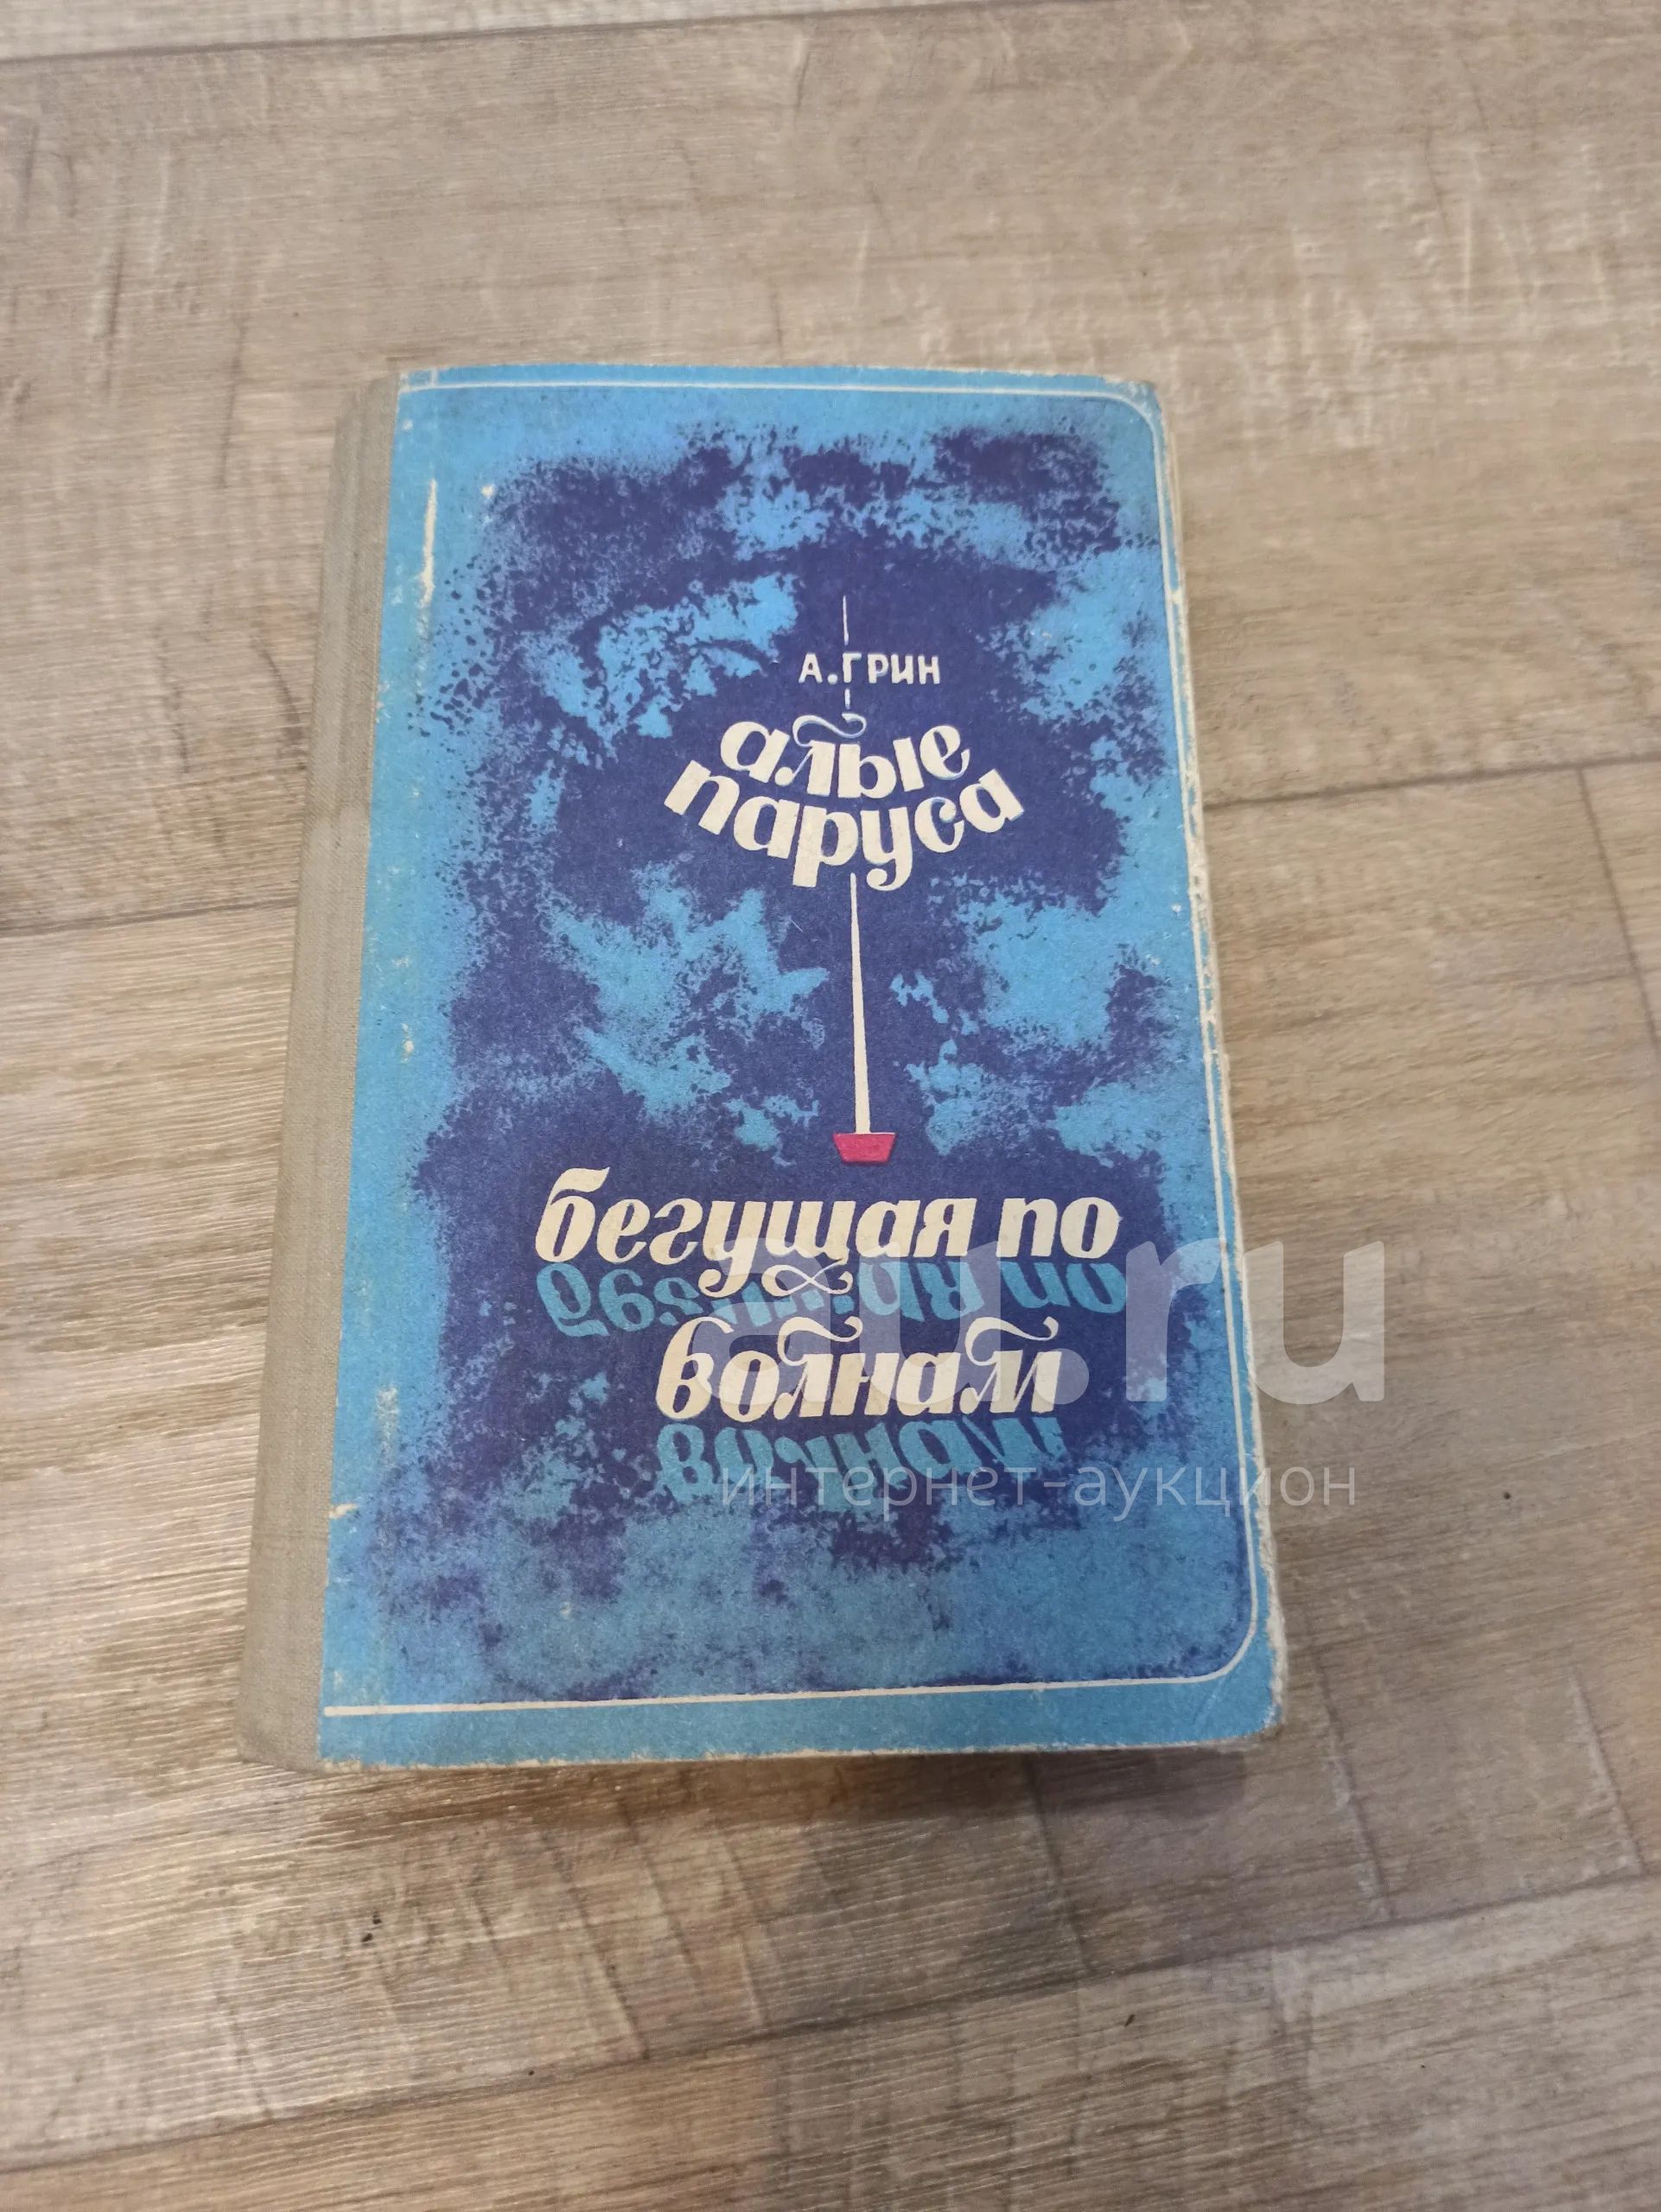 А.ГРИН
алые
паруса
бегущая по
волнам
au.ru
интернет-аукцион